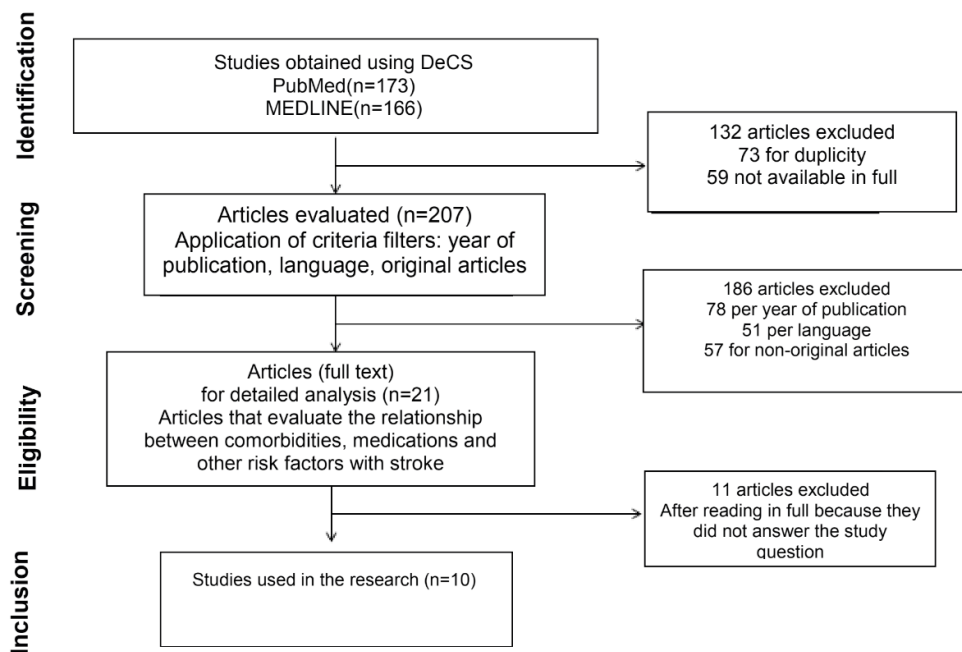 Identification
Studies obtained using DeCS
PubMed(n=173)
MEDLINE(n=166)
132 articles excluded
73 for duplicity
59 not available in full
Screening
Articles evaluated (n=207)
Application of criteria filters: year of
publication, language, original articles
186 articles excluded
78 per year of publication
51 per language
57 for non-original articles
Eligibility
Articles (full text)
for detailed analysis (n=21)
Articles that evaluate the relationship
between comorbidities, medications and
other risk factors with stroke
11 articles excluded
After reading in full because they
did not answer the study
question
Inclusion
Studies used in the research (n=10)